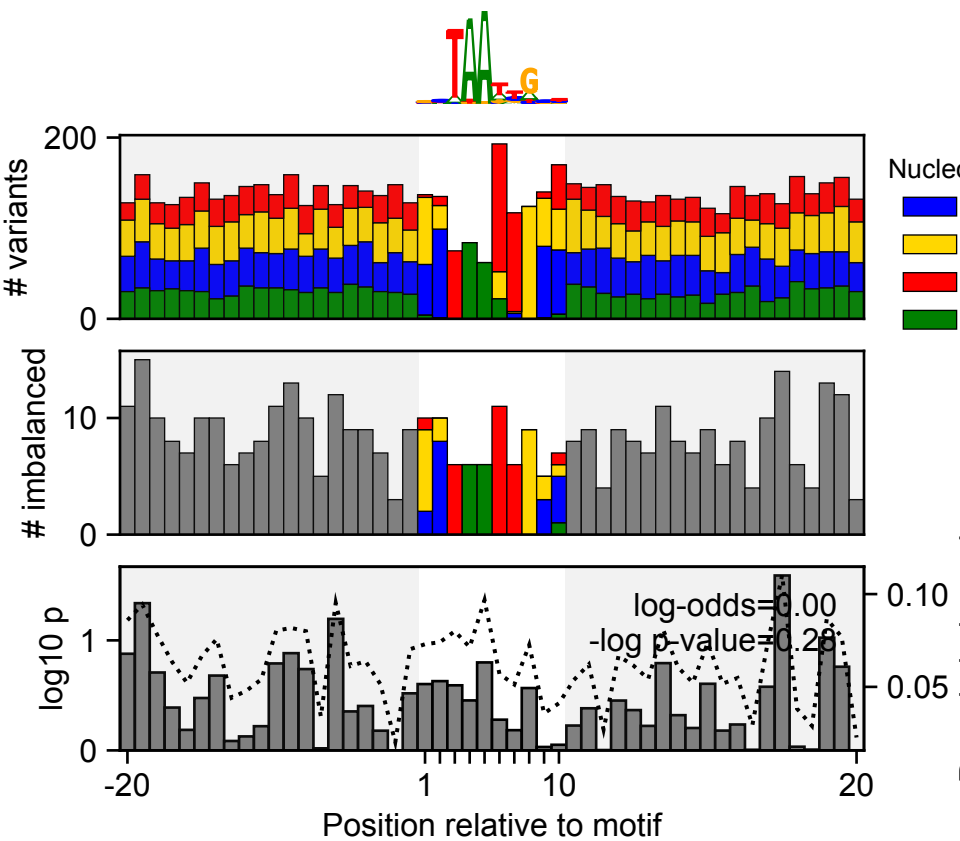 TAATTG
# variants
200
0
Nucleo
# imbalanced
10
0
log10 p
1
0
log-odds=0.00
-log p-value=0.28
0.10
0.05
-20
1
10
20
Position relative to motif